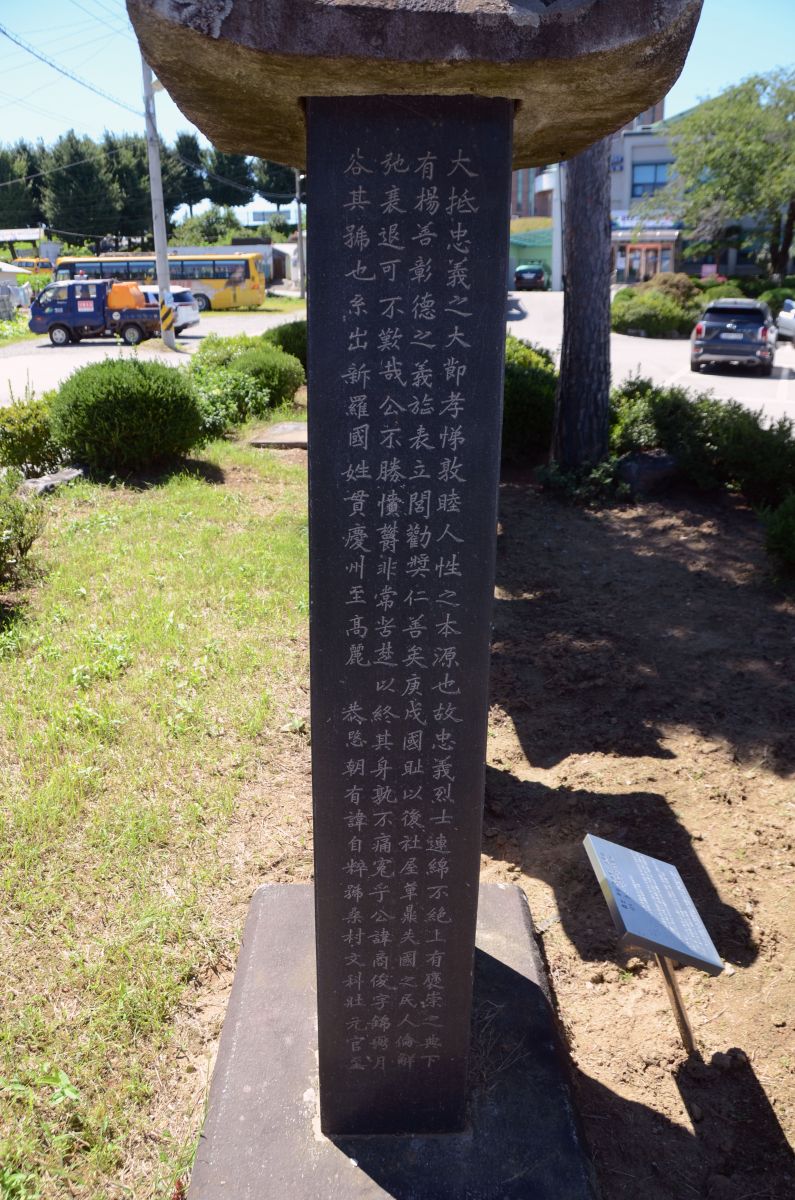 大抵忠義之大節孝悌敦睦人性之本源也故忠義烈士連綿不絶上有褒崇之典下
有楊善彰德之義旌表立閭勸奬仁善矣庚戌國耻以後社屋革鼎失國之民人倫解
弛衰退可不歎哉公不勝憤欝非常苦楚以終其身孰不痛寃乎公諱商俊字錦卿月
谷其號也系出新羅國姓貫慶州至高麗 恭愍朝有諱自粹號桑村文科壯元官至